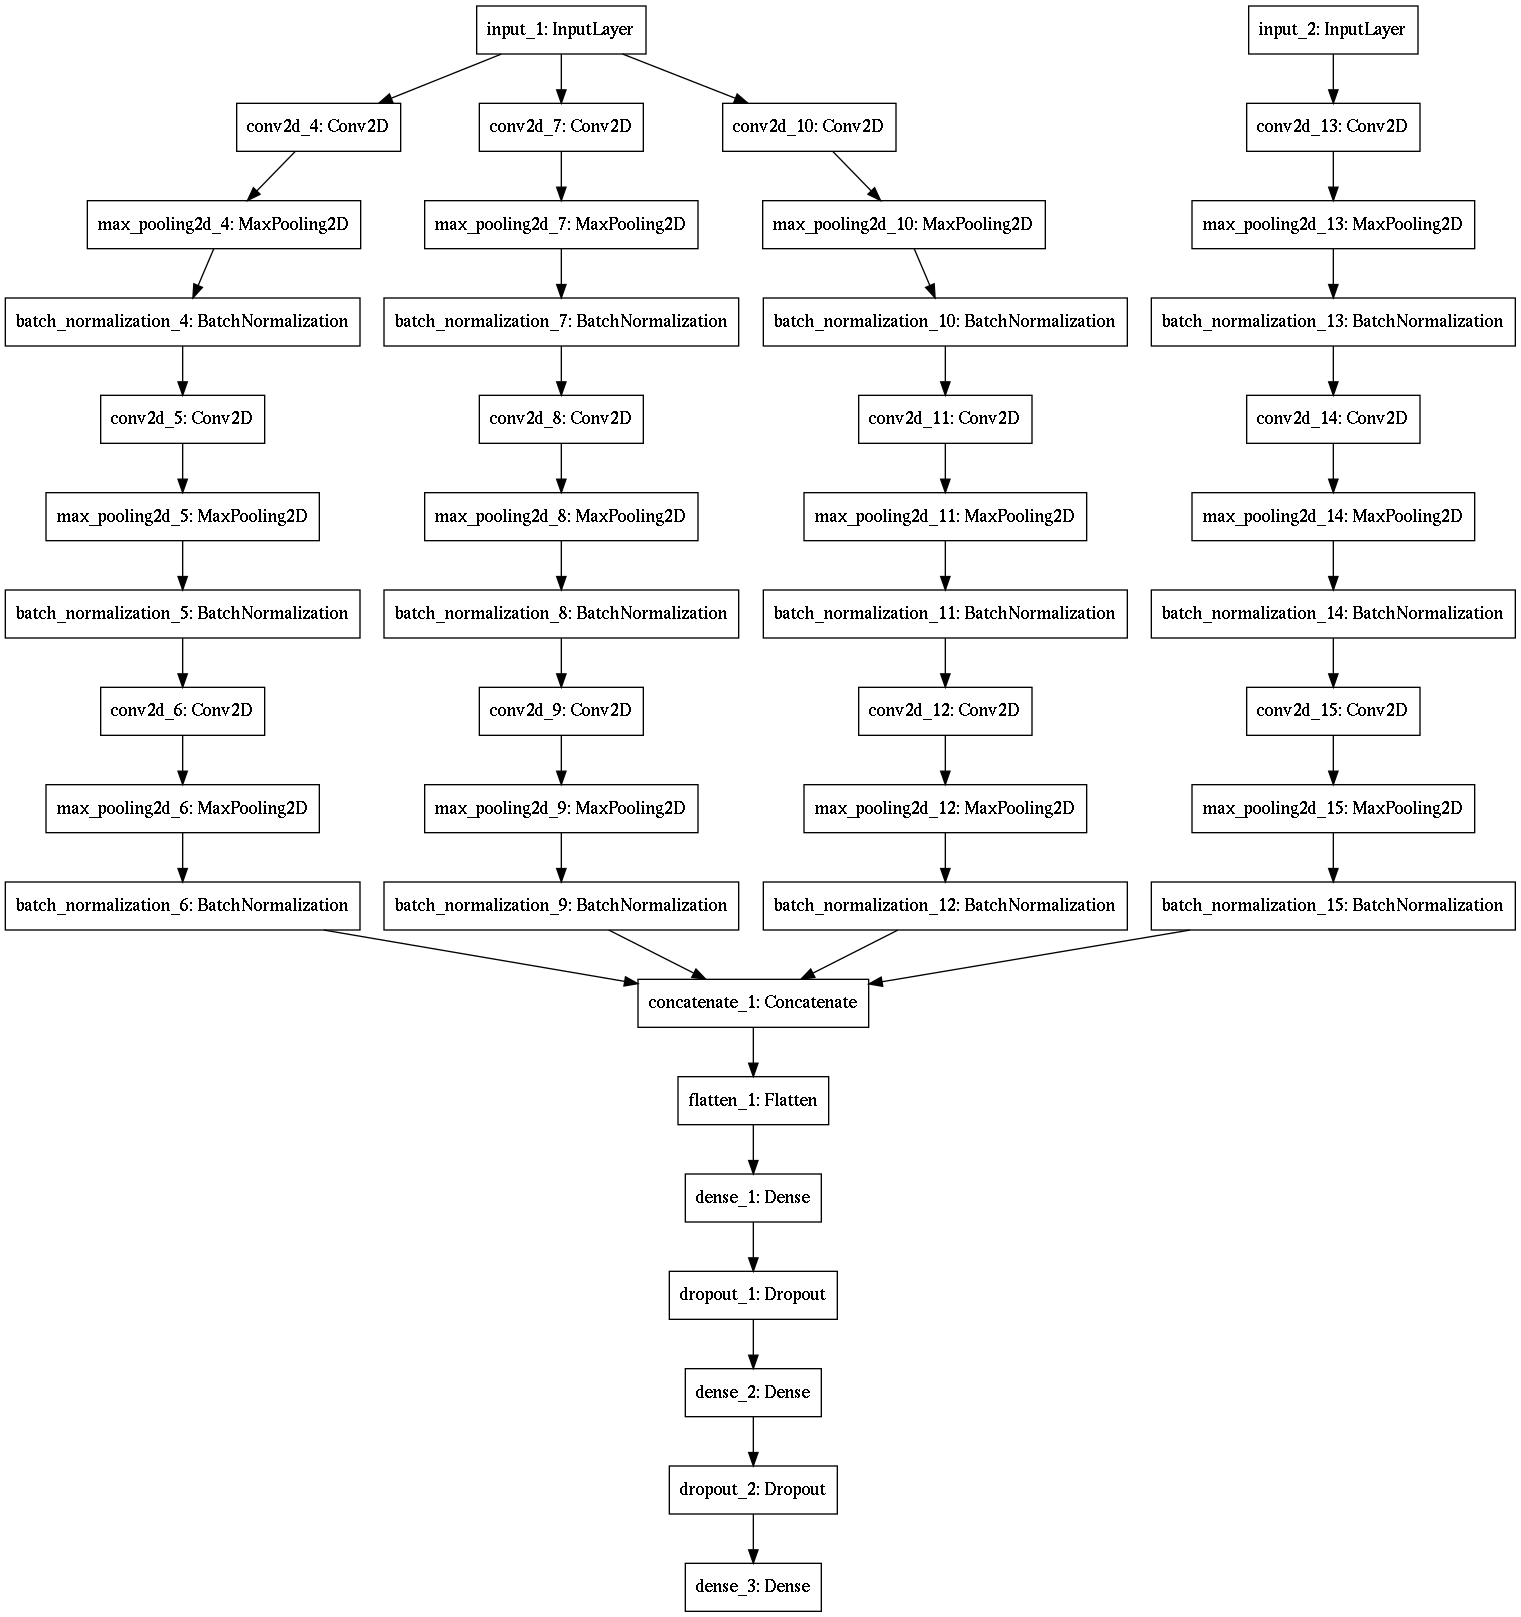 input_1: InputLayer
input_2: InputLayer
conv2d_4: Conv2D
conv2d_7: Conv2D
conv2d_10: Conv2D
conv2d_13: Conv2D
max_pooling2d_4: MaxPooling2D
max_pooling2d_7: MaxPooling2D
max_pooling2d_10: MaxPooling2D
max_pooling2d_13: MaxPooling2D
batch_normalization_4: BatchNormalization
batch_normalization_7: BatchNormalization
batch_normalization_10: BatchNormalization
batch_normalization_13: BatchNormalization
conv2d_5: Conv2D
conv2d_8: Conv2D
conv2d_11: Conv2D
conv2d_14: Conv2D
max_pooling2d_5: MaxPooling2D
max_pooling2d_8: MaxPooling2D
max_pooling2d_11: MaxPooling2D
max_pooling2d_14: MaxPooling2D
batch_normalization_5: BatchNormalization
batch_normalization_8: BatchNormalization
batch_normalization_11: BatchNormalization
batch_normalization_14: BatchNormalization
conv2d_6: Conv2D
conv2d_9: Conv2D
conv2d_12: Conv2D
conv2d_15: Conv2D
max_pooling2d_6: MaxPooling2D
max_pooling2d_9: MaxPooling2D
max_pooling2d_12: MaxPooling2D
max_pooling2d_15: MaxPooling2D
batch_normalization_6: BatchNormalization
batch_normalization_9: BatchNormalization
batch_normalization_12: BatchNormalization
batch_normalization_15: BatchNormalization
concatenate_1: Concatenate
flatten_1: Flatten
dense_1: Dense
dropout_1: Dropout
dense_2: Dense
dropout_2: Dropout
dense_3: Dense